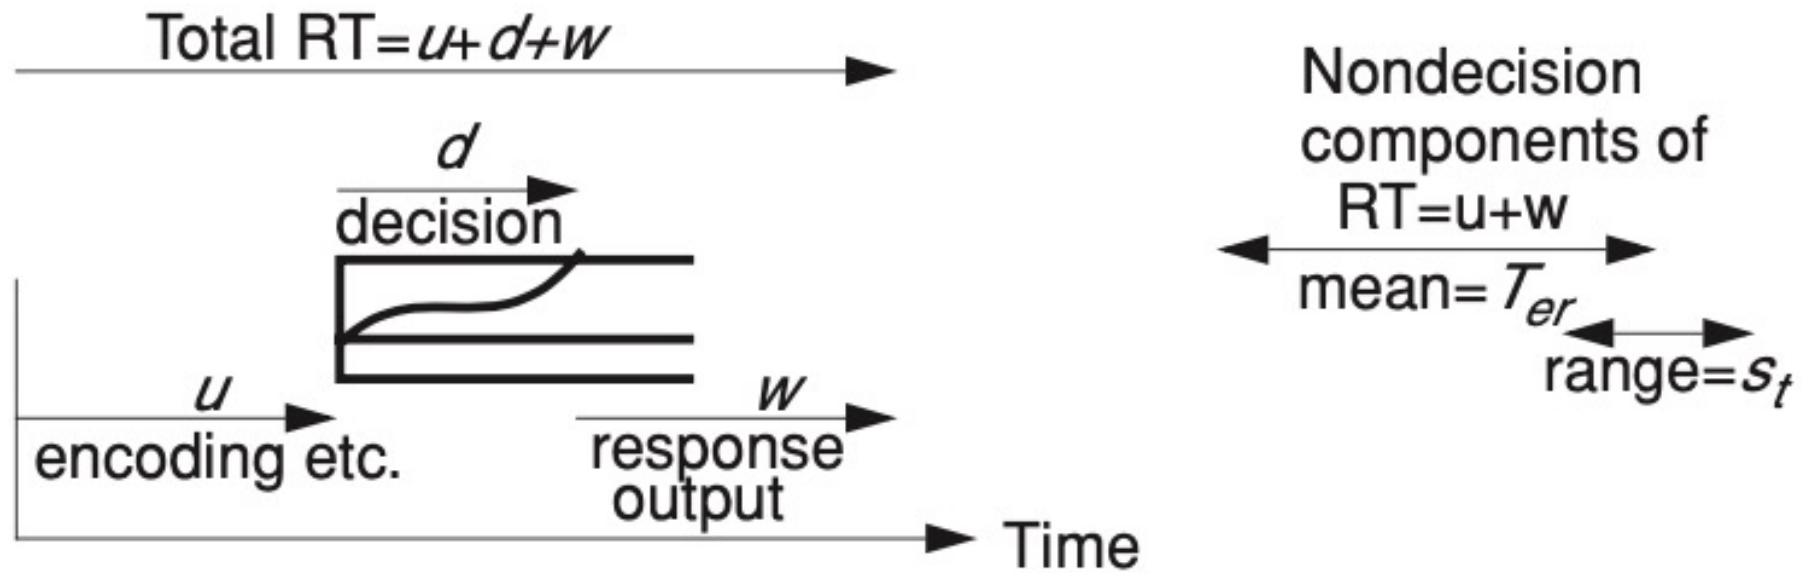 Total RT=u+d+w
d
decision
u
encoding etc.
w
response
output
Time
Nondecision
components of
RT=u+w
mean=Ter
range=st